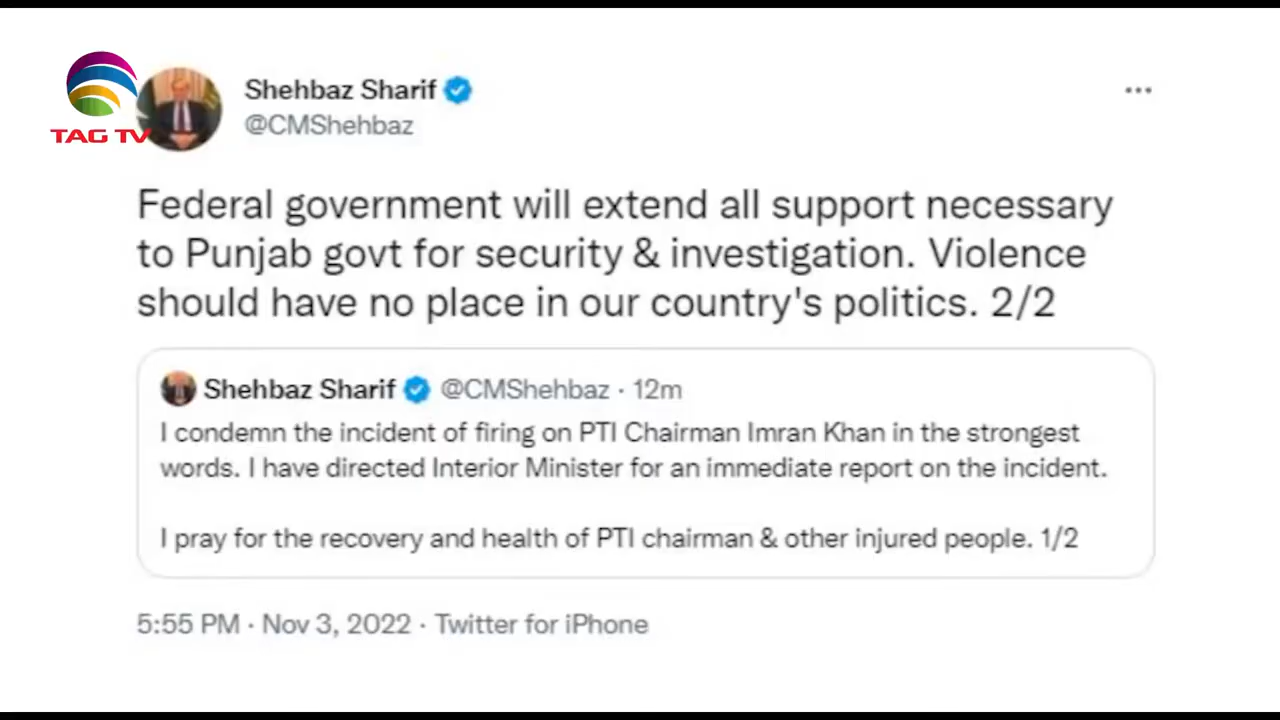 TAG TV
Shehbaz Sharif
@CMShehbaz
Federal government will extend all support necessary
to Punjab govt for security & investigation. Violence
should have no place in our country's politics. 2/2
Shehbaz Sharif @CMShehbaz · 12m
I condemn the incident of firing on PTI Chairman Imran Khan in the strongest
words. I have directed Interior Minister for an immediate report on the incident.
I pray for the recovery and health of PTI chairman & other injured people. 1/2
5:55 PM · Nov 3, 2022 · Twitter for iPhone